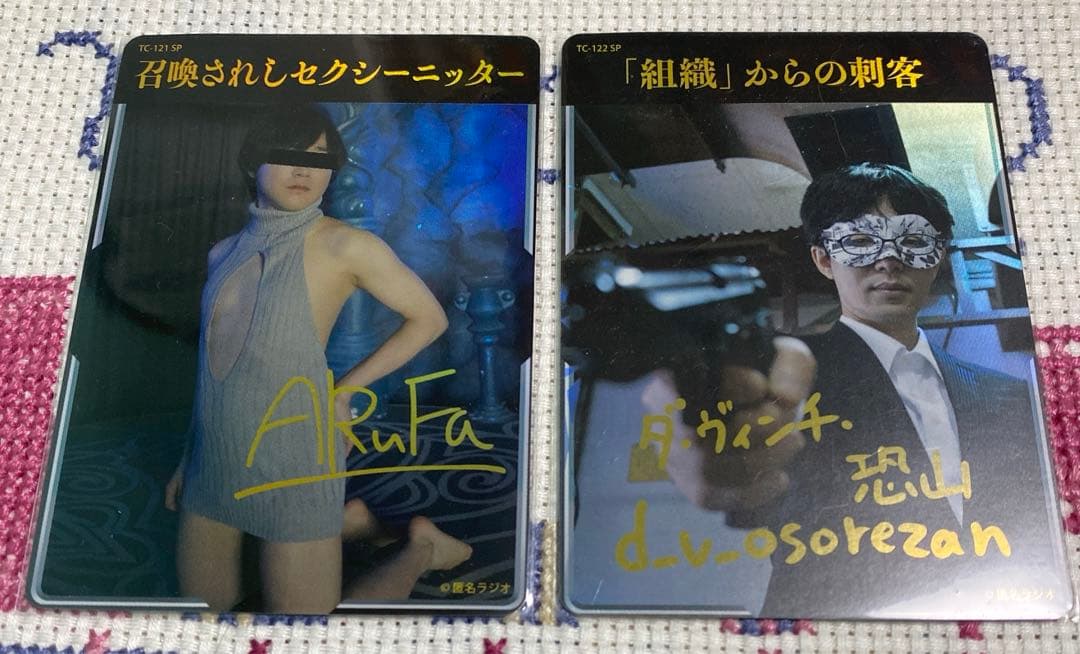 TC-121 SP
召喚されしセクシーニッター
ARuFa
©匿名ラジオ
TC-122 SP
「組織」からの刺客
ダ・ヴィンチ・
恐山
d_v_osorezan
©匿名ラジオ